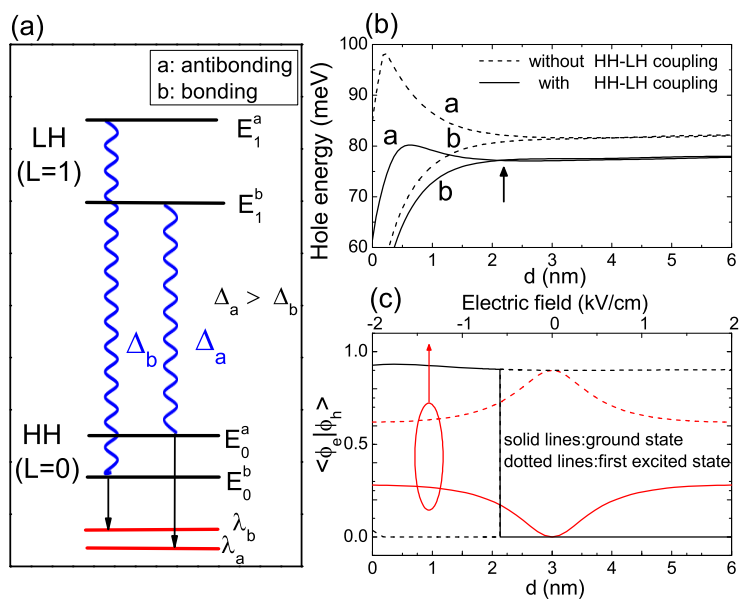 (a)
a: antibonding
b: bonding
E₁ᵃ
LH
(L=1)
E₁ᵇ
Δₐ > Δ_b
Δ_b
Δₐ
HH
(L=0)
E₀ᵃ
E₀ᵇ
λ_b
λₐ
(b)
100
90
80
70
60
Hole energy (meV)
without HH-LH coupling
with HH-LH coupling
a
b
a
b
0 1 2 3 4 5 6
d (nm)
(c)
Electric field (kV/cm)
-2 -1 0 1 2
1.0
0.5
0.0
<ϕₑ|ϕₕ>
solid lines:ground state
dotted lines:first excited state
0 1 2 3 4 5 6
d (nm)